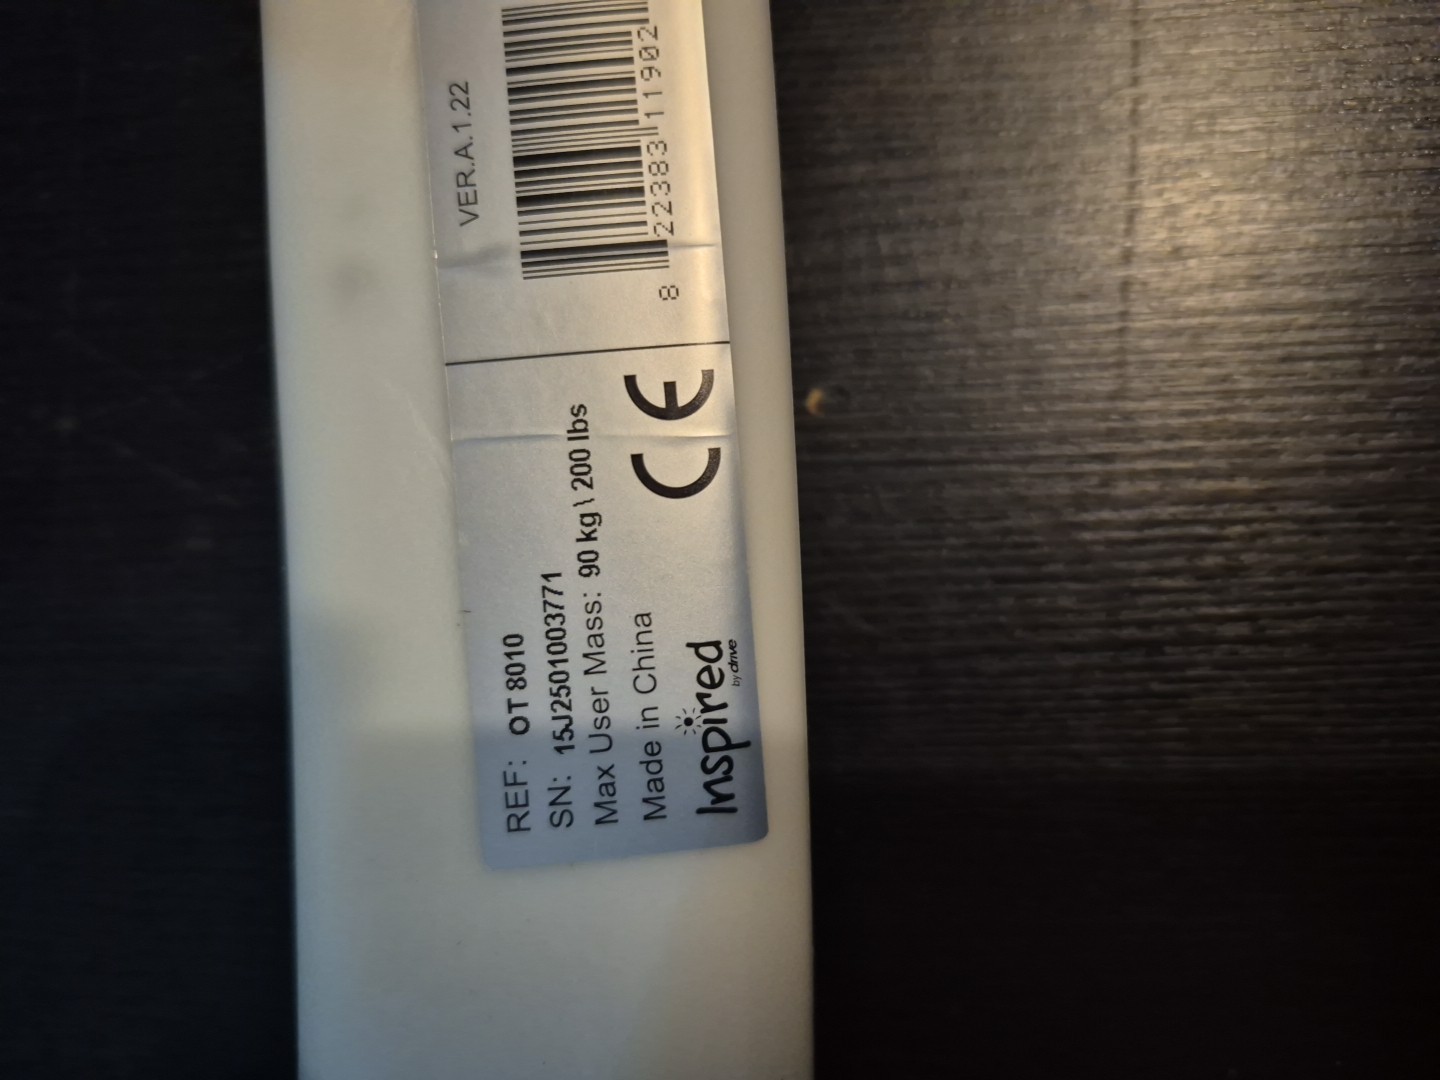 REF: OT 8010
SN: 15J2501003771
Max User Mass: 90 kg \ 200 lbs
Made in China
CE
Inspired
by drive
VER.A.1.22
8 22383 11902